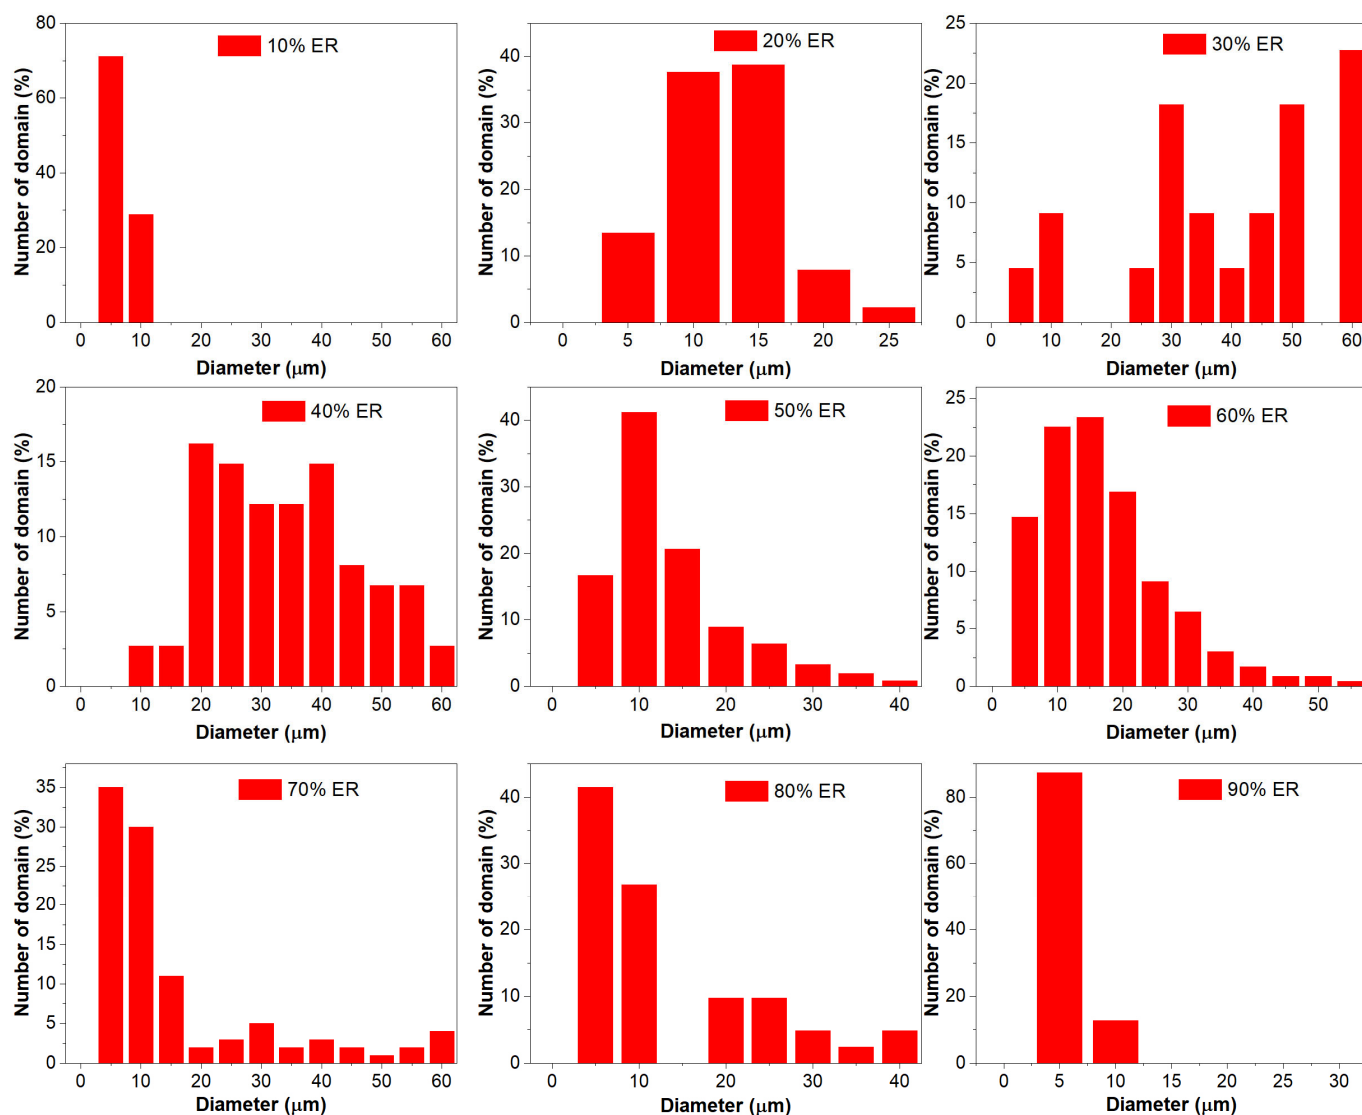 10% ER
Number of domain (%)
80
60
40
20
0
0 10 20 30 40 50 60
Diameter (μm)
20% ER
Number of domain (%)
40
30
20
10
0
0 5 10 15 20 25
Diameter (μm)
30% ER
Number of domain (%)
25
20
15
10
5
0
0 10 20 30 40 50 60
Diameter (μm)
40% ER
Number of domain (%)
20
15
10
5
0
0 10 20 30 40 50 60
Diameter (μm)
50% ER
Number of domain (%)
40
30
20
10
0
0 10 20 30 40
Diameter (μm)
60% ER
Number of domain (%)
25
20
15
10
5
0
0 10 20 30 40 50
Diameter (μm)
70% ER
Number of domain (%)
35
30
25
20
15
10
5
0
0 10 20 30 40 50 60
Diameter (μm)
80% ER
Number of domain (%)
40
30
20
10
0
0 10 20 30 40
Diameter (μm)
90% ER
Number of domain (%)
80
60
40
20
0
0 5 10 15 20 25 30
Diameter (μm)